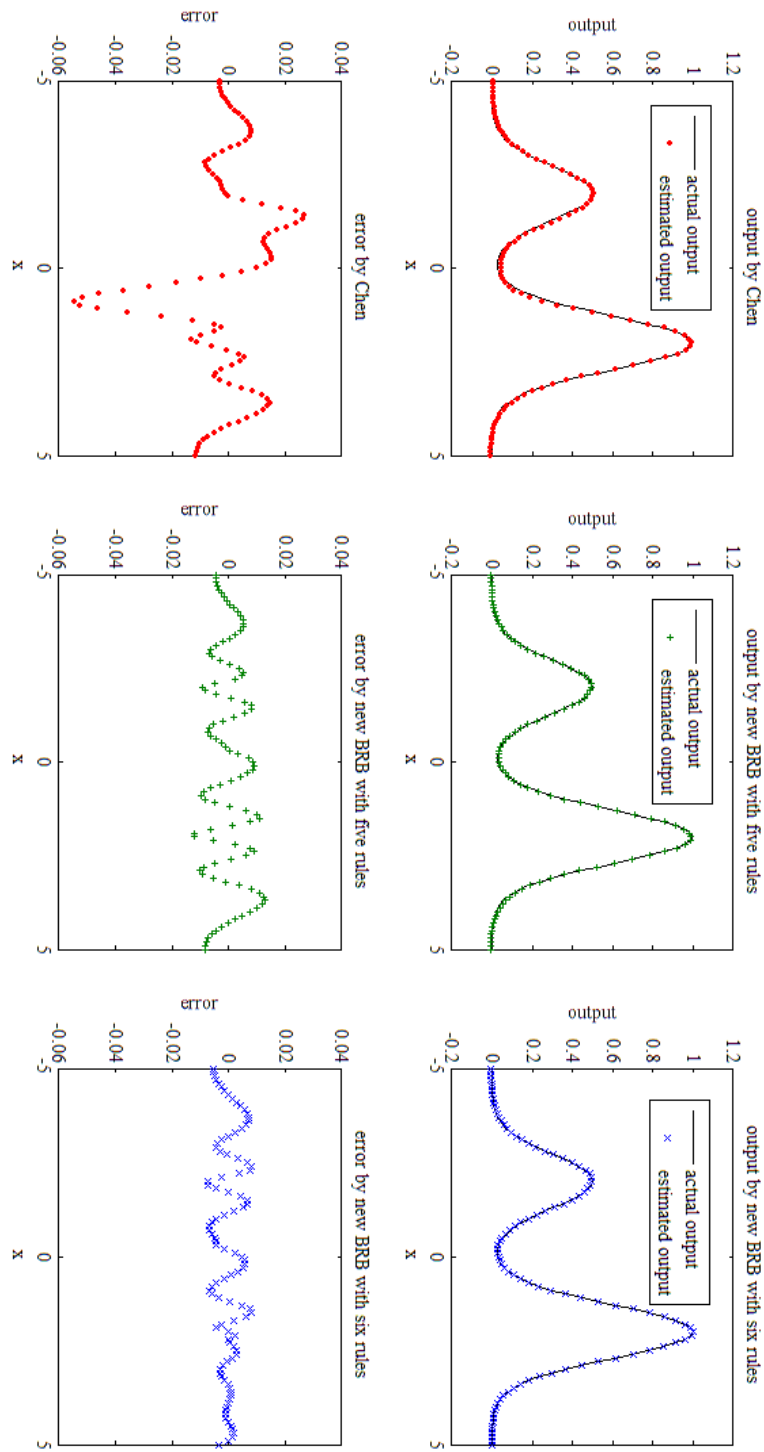 output by Chen
1.2
1
0.8
0.6
0.4
0.2
0
-0.2
output
actual output
estimated output
-5 0 5
x
output by new BRB with five rules
1.2
1
0.8
0.6
0.4
0.2
0
-0.2
output
actual output
estimated output
-5 0 5
x
output by new BRB with six rules
1.2
1
0.8
0.6
0.4
0.2
0
-0.2
output
actual output
estimated output
-5 0 5
x
error by Chen
0.04
0.02
0
-0.02
-0.04
-0.06
error
-5 0 5
x
error by new BRB with five rules
0.04
0.02
0
-0.02
-0.04
-0.06
error
-5 0 5
x
error by new BRB with six rules
0.04
0.02
0
-0.02
-0.04
-0.06
error
-5 0 5
x